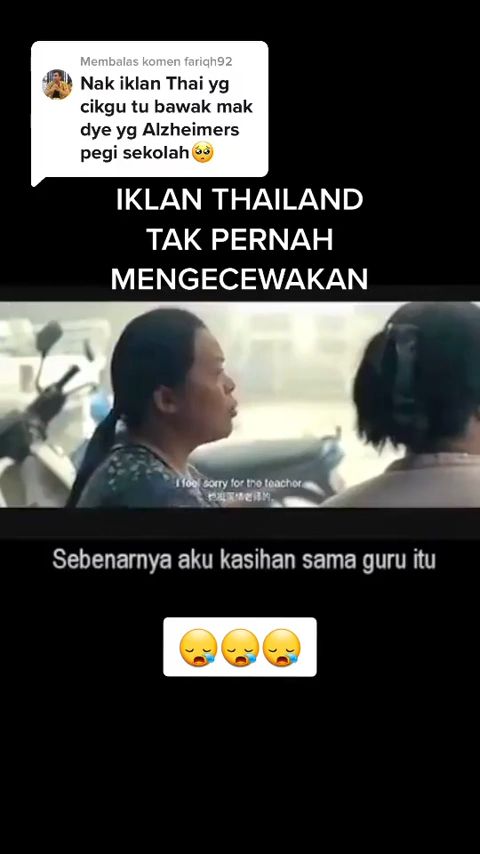 Membalas komen fariqh92
Nak iklan Thai yg
cikgu tu bawak mak
dye yg Alzheimers
pegi sekolah🥺
IKLAN THAILAND
TAK PERNAH
MENGECEWAKAN
I feel sorry for the teacher.
Sebenarnya aku kasihan sama guru itu
😪😪😪